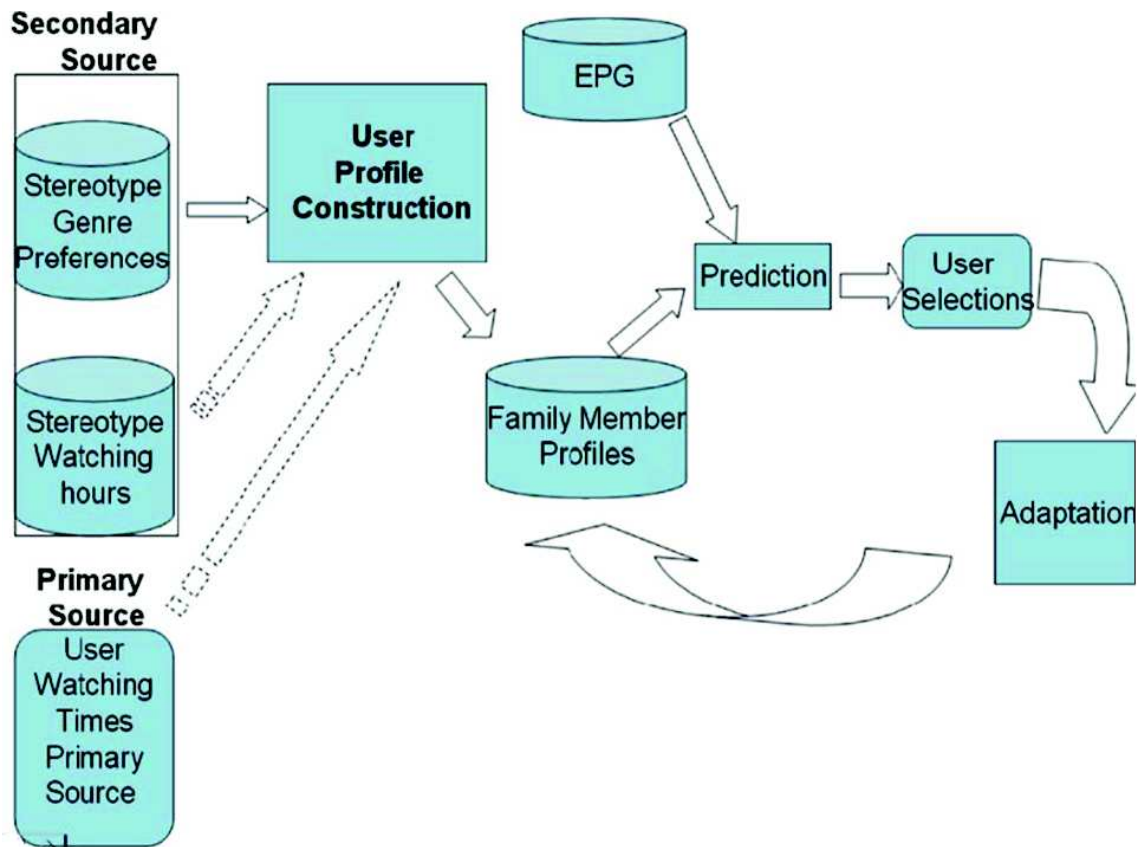 Secondary
Source
Stereotype
Genre
Preferences
Stereotype
Watching
hours
Primary
Source
User
Watching
Times
Primary
Source
User
Profile
Construction
EPG
Family Member
Profiles
Prediction
User
Selections
Adaptation